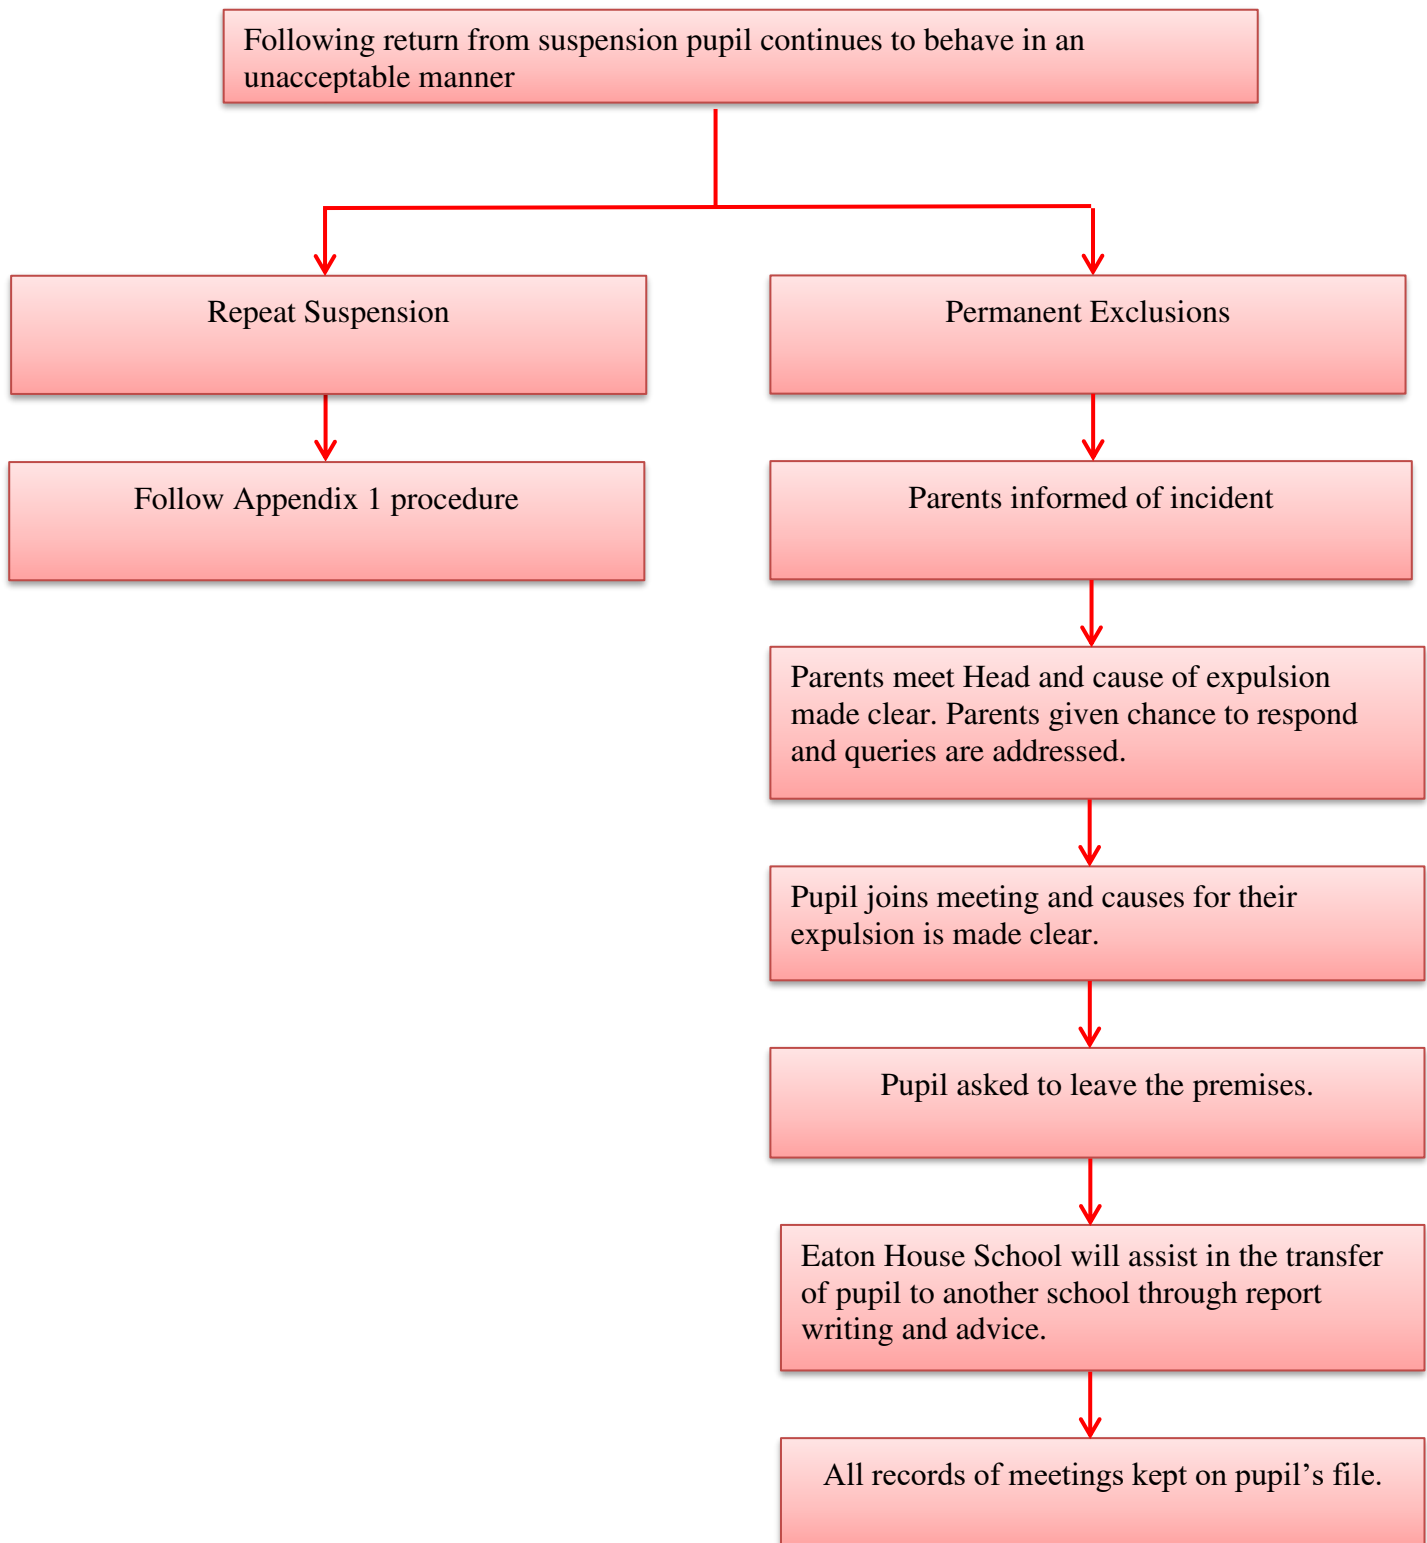 Following return from suspension pupil continues to behave in an
unacceptable manner
Repeat Suspension
Permanent Exclusions
Follow Appendix 1 procedure
Parents informed of incident
Parents meet Head and cause of expulsion
made clear. Parents given chance to respond
and queries are addressed.
Pupil joins meeting and causes for their
expulsion is made clear.
Pupil asked to leave the premises.
Eaton House School will assist in the transfer
of pupil to another school through report
writing and advice.
All records of meetings kept on pupil’s file.